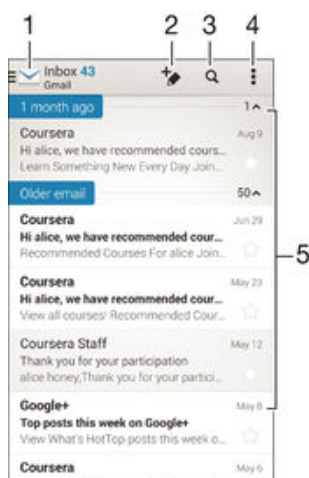 1 2 3 4
Inbox 43
Gmail
1 month ago 1
Coursera Aug 9
Hi alice, we have recommended cours...
Learn Something New Every Day Join...
Older email 50
Coursera Jun 29
Hi alice, we have recommended cour...
Recommended Courses For alice Join...
5
Coursera May 23
Hi alice, we have recommended cour...
View all courses! Recommended Cour...
Coursera Staff May 12
Thank you for your participation
alice honey,Thank you for your partici...
Google+ May 8
Top posts this week on Google+
View What's HotTop posts this week o...
Coursera May 6